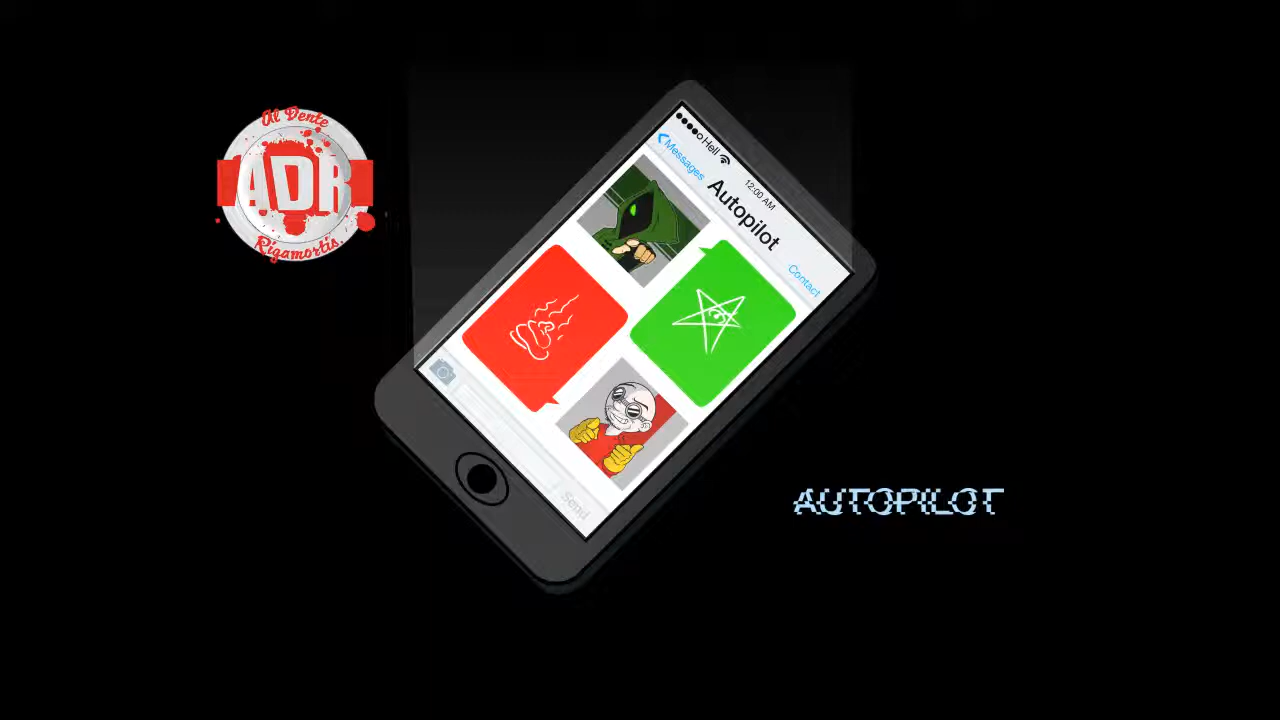 Al Dente
ADR
Rigamortis
Hell
12:00 AM
Messages
Autopilot
Contact
Send
AUTOPILOT